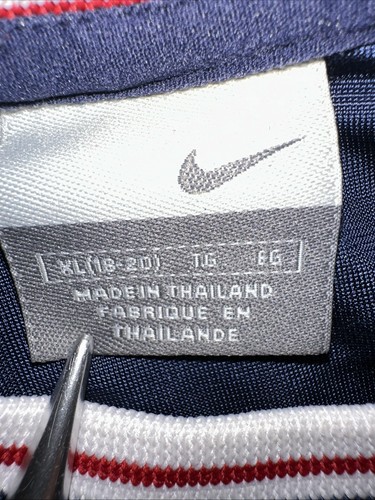 XL(18-20) TG EG
MADE IN THAILAND
FABRIQUE EN
THAILANDE